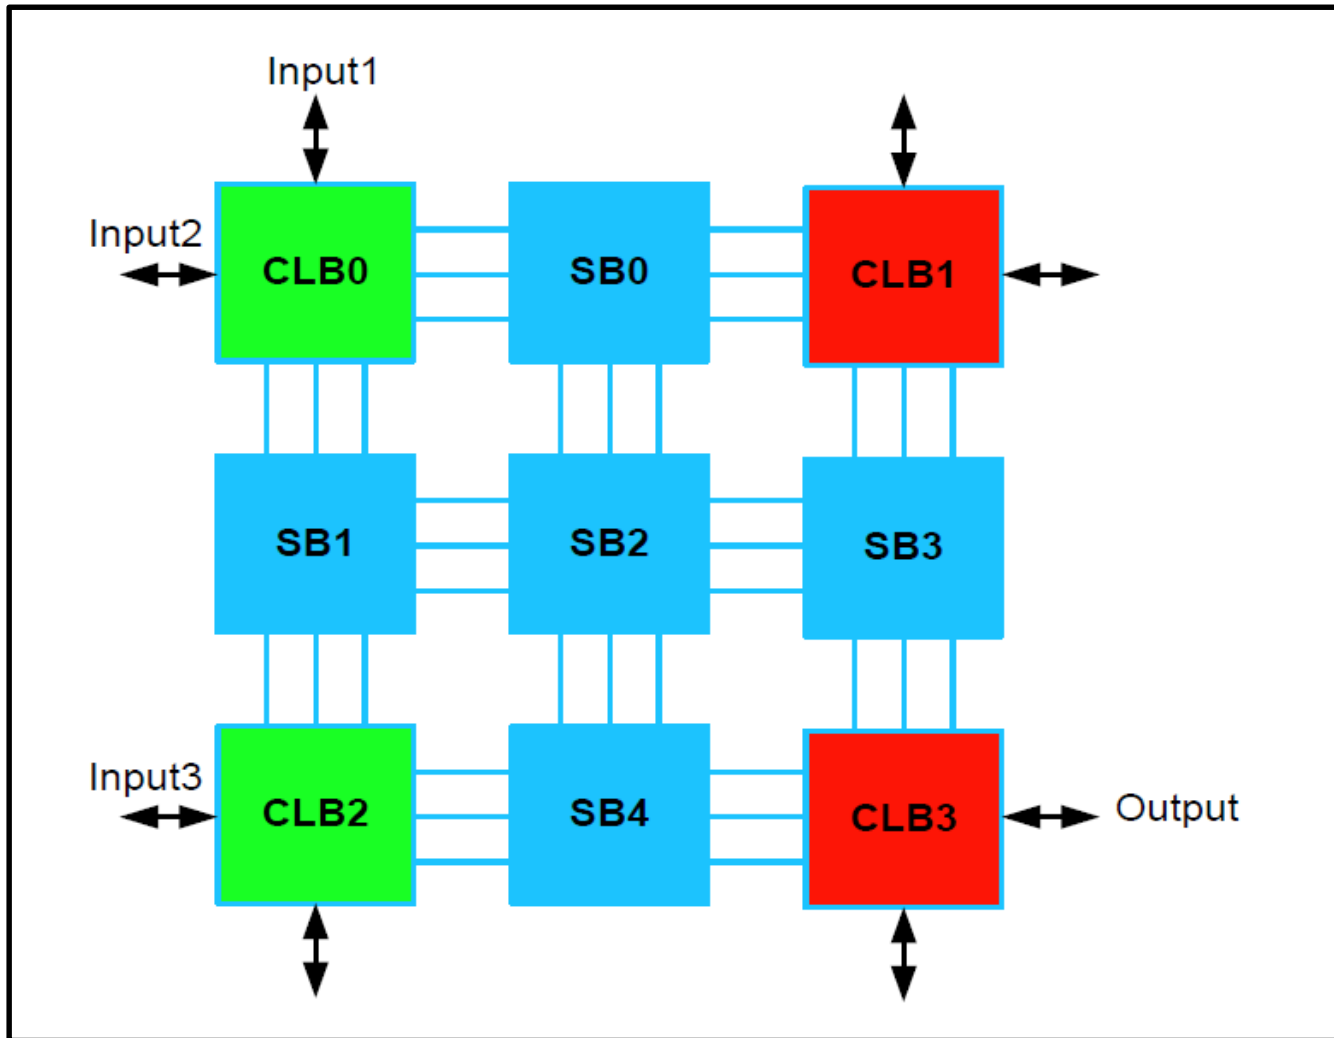 Input1
Input2
CLB0
SB0
CLB1
SB1
SB2
SB3
Input3
CLB2
SB4
CLB3
Output